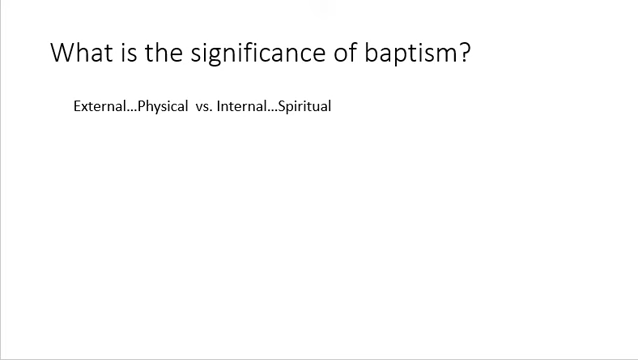 What is the significance of baptism?
External...Physical  vs. Internal...Spiritual